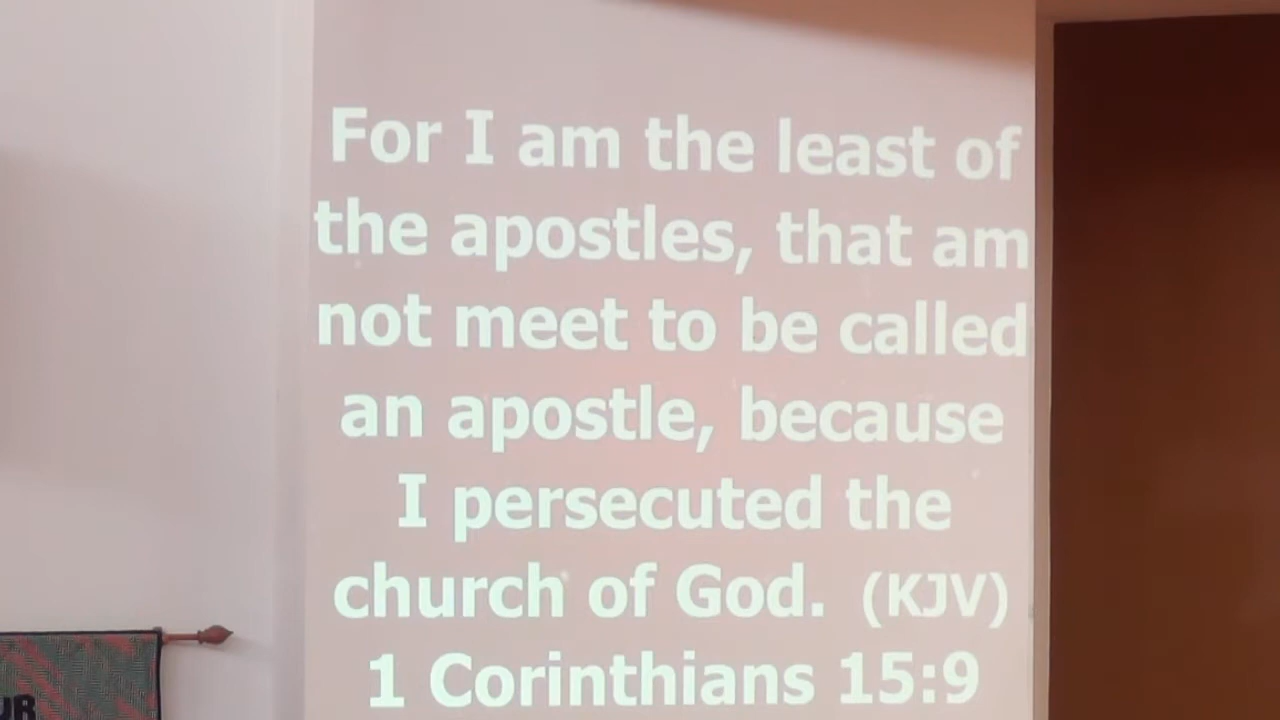 For I am the least of
the apostles, that am
not meet to be called
an apostle, because
I persecuted the
church of God. (KJV)
1 Corinthians 15:9
UR